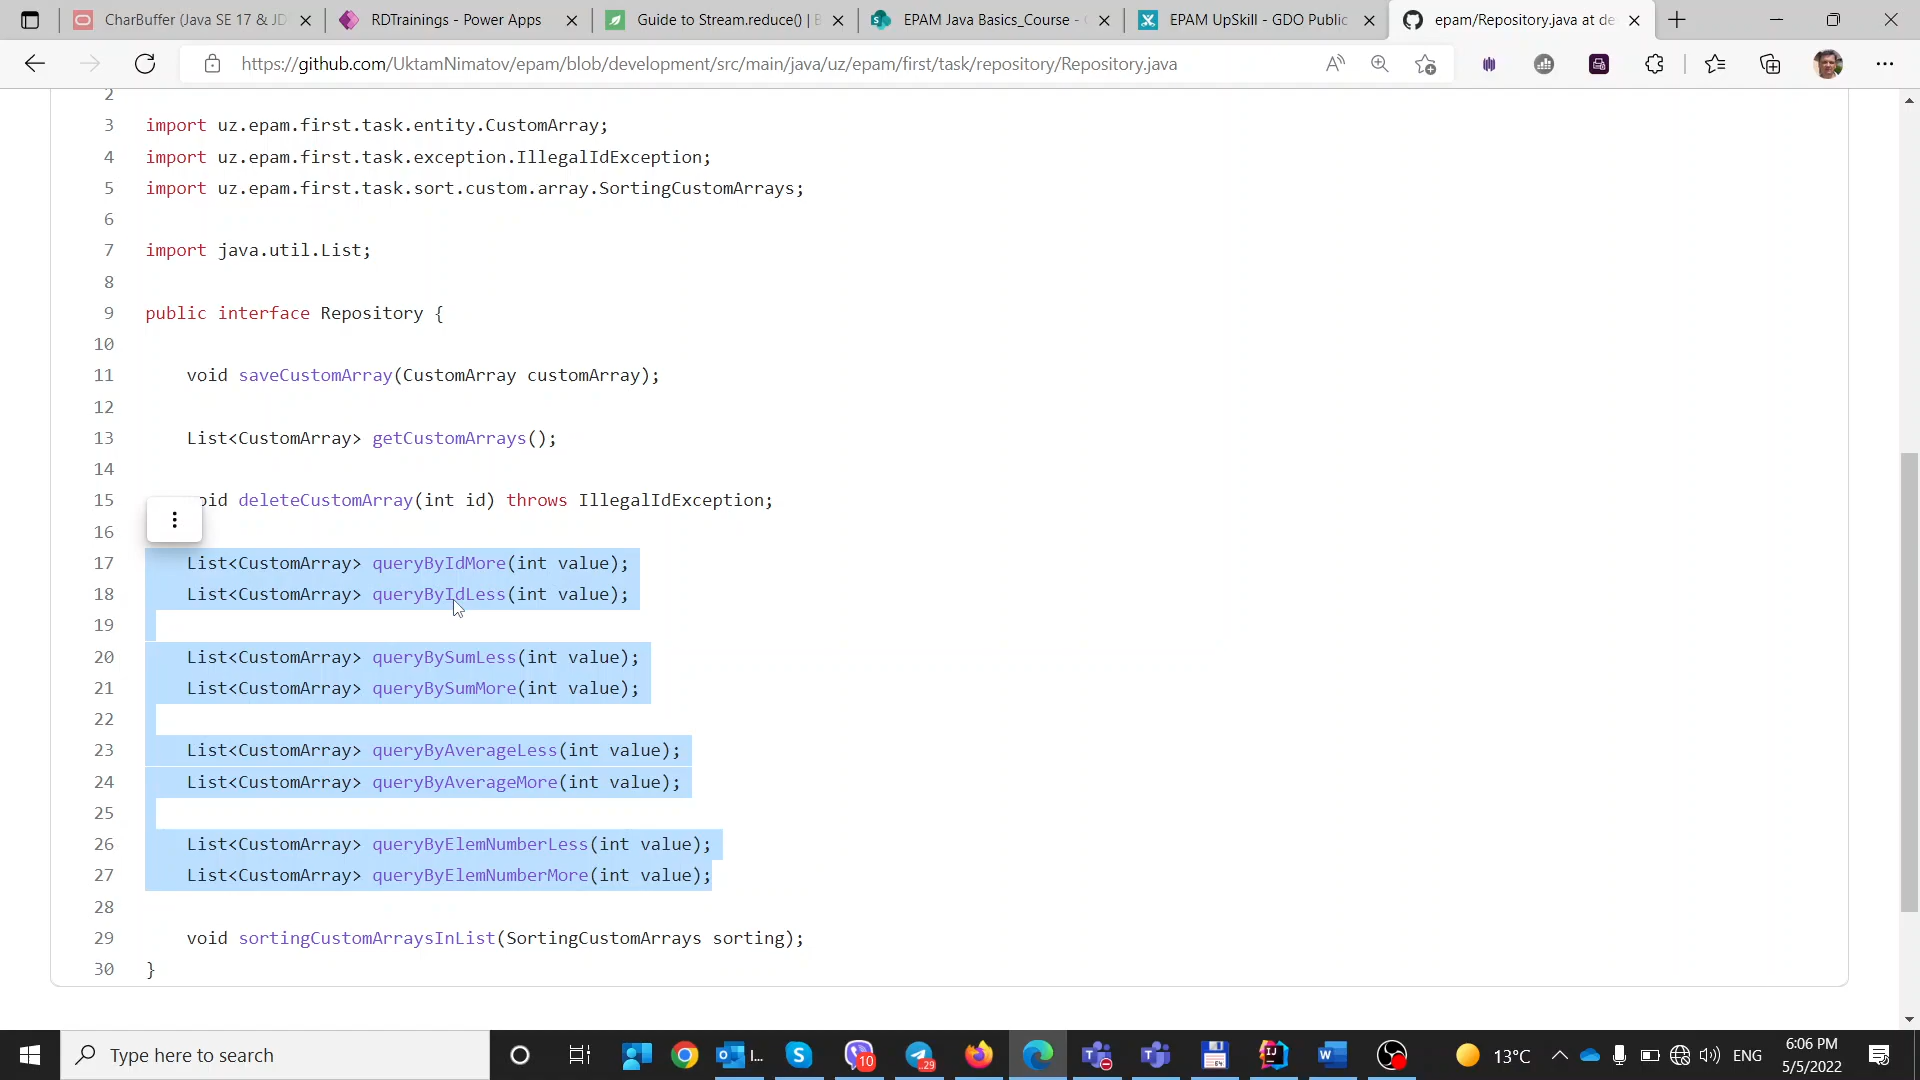 CharBuffer (Java SE 17 & JD
RDTrainings - Power Apps
Guide to Stream.reduce() | B
EPAM Java Basics_Course -
EPAM UpSkill - GDO Public
epam/Repository.java at de
https://github.com/UktamNimatov/epam/blob/development/src/main/java/uz/epam/first/task/repository/Repository.java
2
3 import uz.epam.first.task.entity.CustomArray;
4 import uz.epam.first.task.exception.IllegalIdException;
5 import uz.epam.first.task.sort.custom.array.SortingCustomArrays;
6
7 import java.util.List;
8
9 public interface Repository {
10
11 void saveCustomArray(CustomArray customArray);
12
13 List<CustomArray> getCustomArrays();
14
15 oid deleteCustomArray(int id) throws IllegalIdException;
16
17 List<CustomArray> queryByIdMore(int value);
18 List<CustomArray> queryByIdLess(int value);
19
20 List<CustomArray> queryBySumLess(int value);
21 List<CustomArray> queryBySumMore(int value);
22
23 List<CustomArray> queryByAverageLess(int value);
24 List<CustomArray> queryByAverageMore(int value);
25
26 List<CustomArray> queryByElemNumberLess(int value);
27 List<CustomArray> queryByElemNumberMore(int value);
28
29 void sortingCustomArraysInList(SortingCustomArrays sorting);
30 }
Type here to search
I...
10
29
13°C
ENG
6:06 PM
5/5/2022